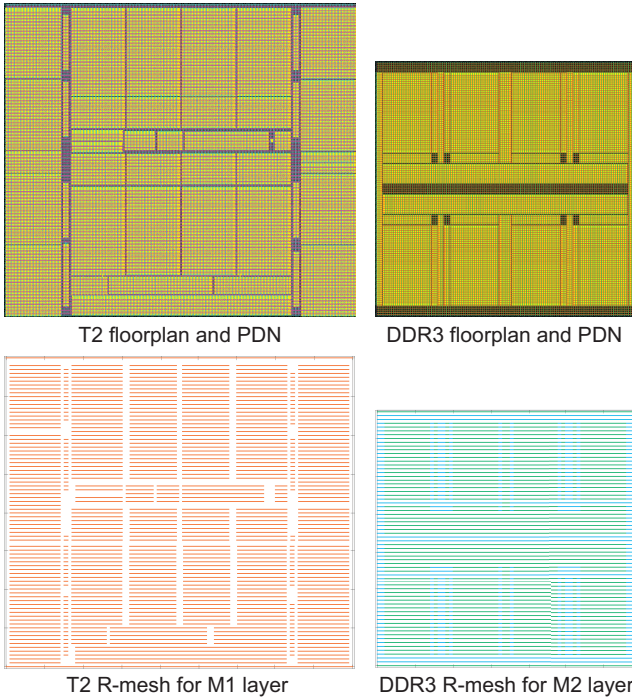 T2 floorplan and PDN
DDR3 floorplan and PDN
T2 R-mesh for M1 layer
DDR3 R-mesh for M2 layer